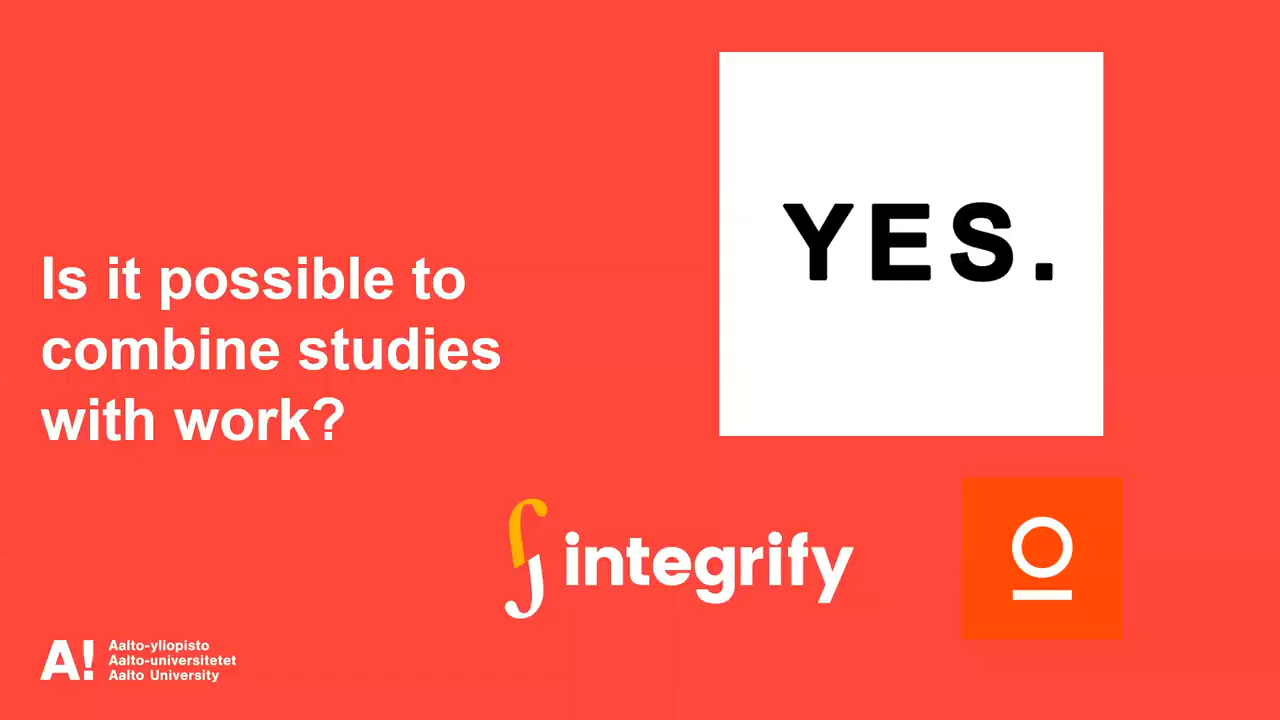 Is it possible to
combine studies
with work?
YES.
integrify
A!
Aalto-yliopisto
Aalto-universitetet
Aalto University